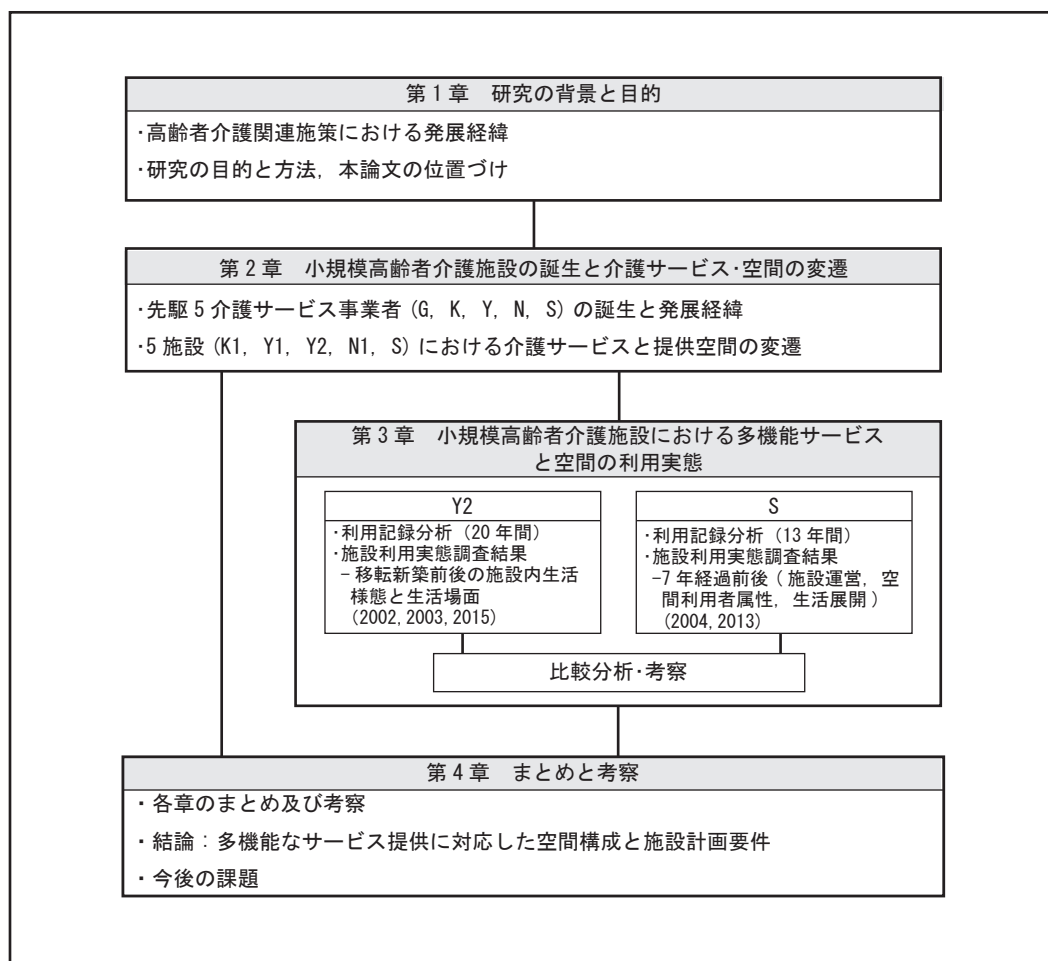 第1章　研究の背景と目的
・高齢者介護関連施策における発展経緯
・研究の目的と方法, 本論文の位置づけ
第2章　小規模高齢者介護施設の誕生と介護サービス・空間の変遷
・先駆5介護サービス事業者 (G, K, Y, N, S) の誕生と発展経緯
・5施設 (K1, Y1, Y2, N1, S) における介護サービスと提供空間の変遷
第3章　小規模高齢者介護施設における多機能サービス
と空間の利用実態
Y2
・利用記録分析 (20年間)
・施設利用実態調査結果
－移転新築前後の施設内生活
様態と生活場面
(2002, 2003, 2015)
S
・利用記録分析 (13年間)
・施設利用実態調査結果
－7年経過前後 (施設運営, 空
間利用者属性, 生活展開)
(2004, 2013)
比較分析・考察
第4章　まとめと考察
・各章のまとめ及び考察
・結論：多機能なサービス提供に対応した空間構成と施設計画要件
・今後の課題